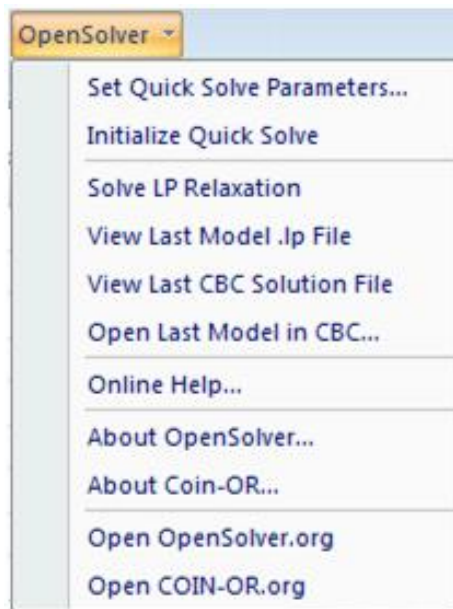 OpenSolver
Set Quick Solve Parameters...
Initialize Quick Solve
Solve LP Relaxation
View Last Model .lp File
View Last CBC Solution File
Open Last Model in CBC...
Online Help...
About OpenSolver...
About Coin-OR...
Open OpenSolver.org
Open COIN-OR.org